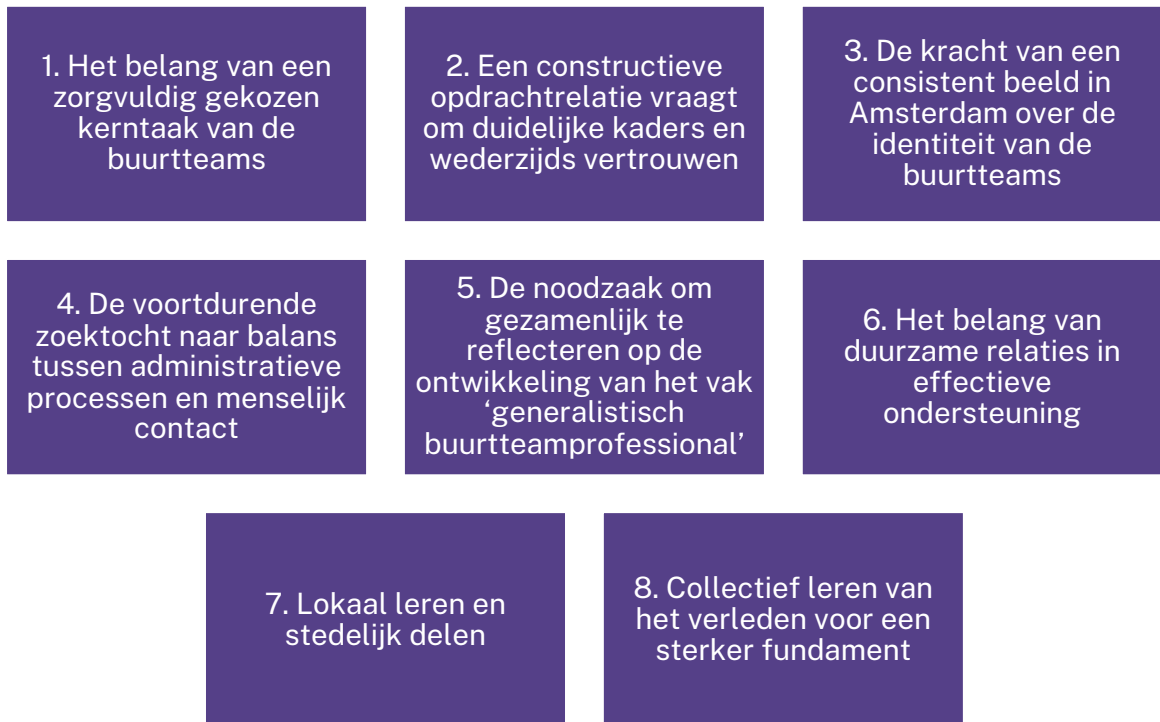 1. Het belang van een
zorgvuldig gekozen
kerntaak van de
buurtteams
2. Een constructieve
opdrachtrelatie vraagt
om duidelijke kaders en
wederzijds vertrouwen
3. De kracht van een
consistent beeld in
Amsterdam over de
identiteit van de
buurtteams
4. De voortdurende
zoektocht naar balans
tussen administratieve
processen en menselijk
contact
5. De noodzaak om
gezamenlijk te
reflecteren op de
ontwikkeling van het vak
‘generalistisch
buurtteamprofessional’
6. Het belang van
duurzame relaties in
effectieve
ondersteuning
7. Lokaal leren en
stedelijk delen
8. Collectief leren van
het verleden voor een
sterker fundament